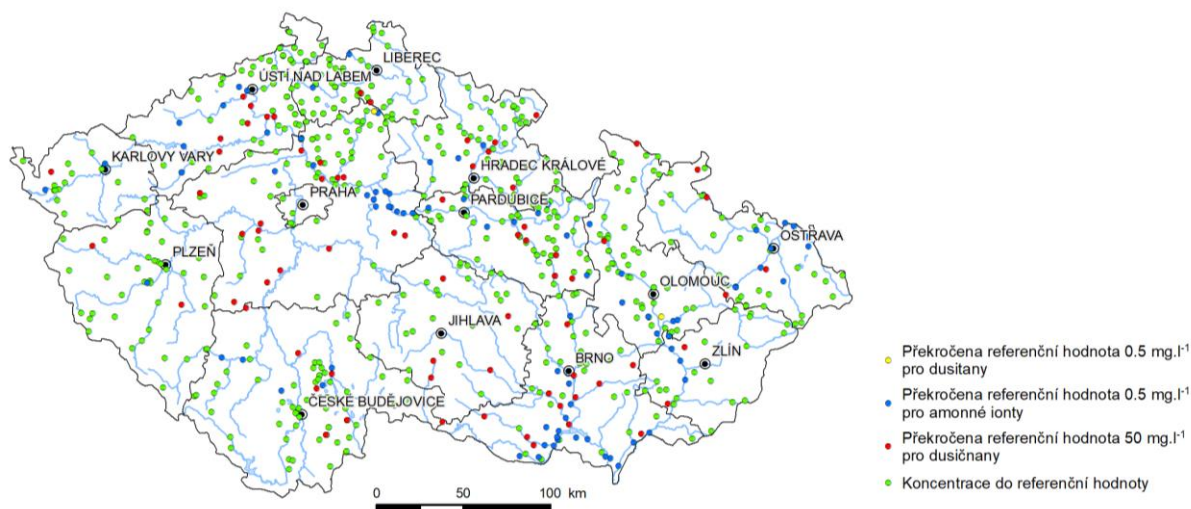 LIBEREC
ÚSTÍ NAD LABEM
KARLOVY VARY
HRADEC KRÁLOVÉ
PRAHA
PARDUBICE
OSTRAVA
PLZEŇ
OLOMOUC
JIHLAVA
BRNO
ZLÍN
ČESKE BUDĚJOVICE
Překročena referenční hodnota 0.5 mg.l-1
pro dusitany
Překročena referenční hodnota 0.5 mg.l-1
pro amonné ionty
Překročena referenční hodnota 50 mg.l-1
pro dusičnany
Koncentrace do referenční hodnoty
0 50 100 km